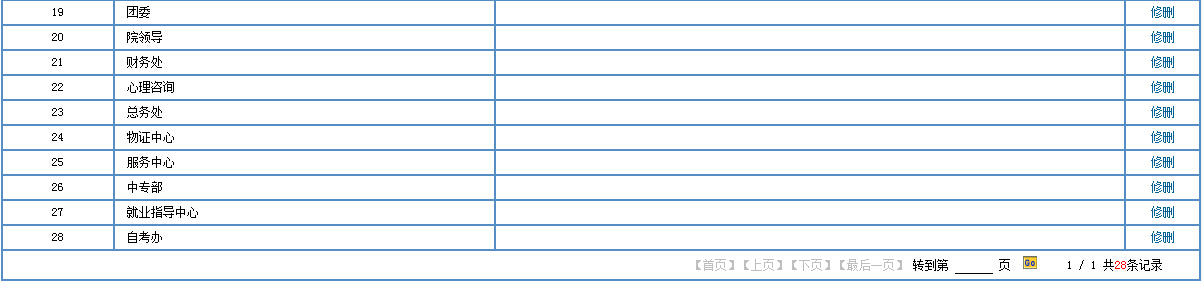 19 团委 修删
20 院领导 修删
21 财务处 修删
22 心理咨询 修删
23 总务处 修删
24 物证中心 修删
25 服务中心 修删
26 中专部 修删
27 就业指导中心 修删
28 自考办 修删
【首页】【上页】【下页】【最后一页】 转到第 页 Go 1 / 1 共28条记录